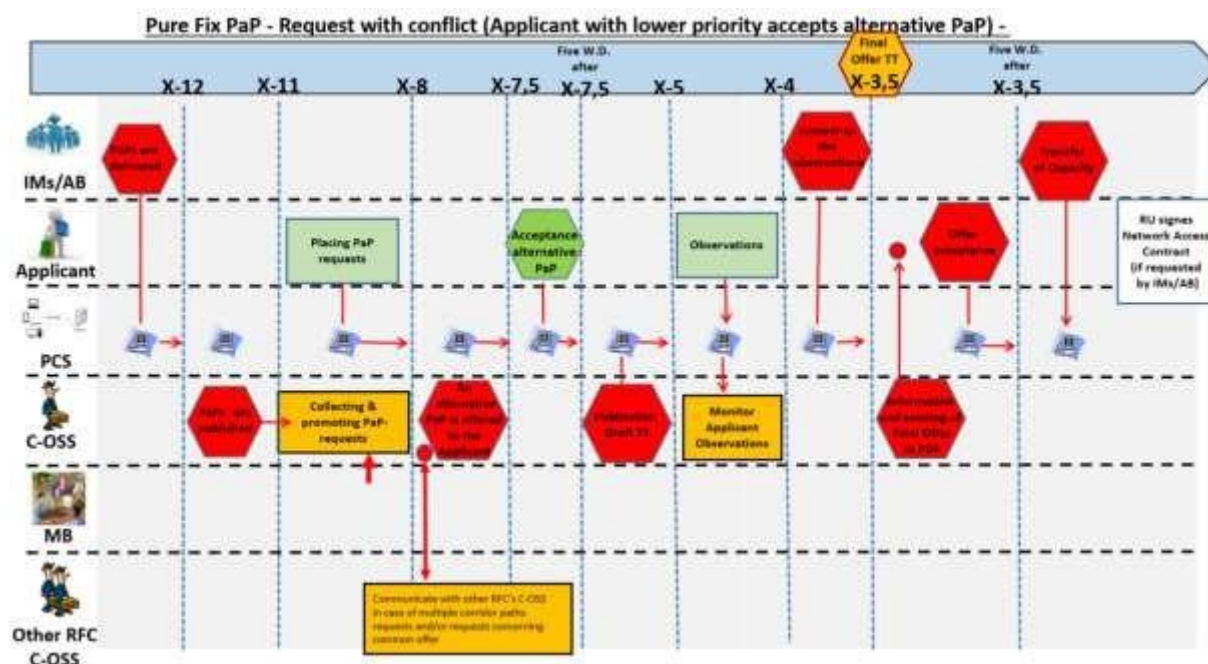 Pure Fix PaP - Request with conflict (Applicant with lower priority accepts alternative PaP) -
Five W.D.
after
Final
Offer TT
Five W.D.
after
X-12
X-11
X-8
X-7,5
X-7,5
X-5
X-4
X-3,5
X-3,5
IMs/AB
PaPs are
Answer to
the
observations
Transfer
of Capacity
Applicant
Placing PaP
requests
Acceptance
alternative
PaP
Observations
Offer
acceptance
RU signes
Network Access
Contract
(if requested
by IMs/AB)
PCS
C-OSS
PaPs are
published
Collecting &
promoting PaP-
requests
An
alternative
PaP is offered
to the
Applicant
Publication
Draft TT
Monitor
Applicant
Observations
Information
and sending of
final Offer
in PDF
MB
Other RFC
C-OSS
Communicate with other RFC's C-OSS
in case of multiple corridor paths
requests and/or requests concerning
common offer